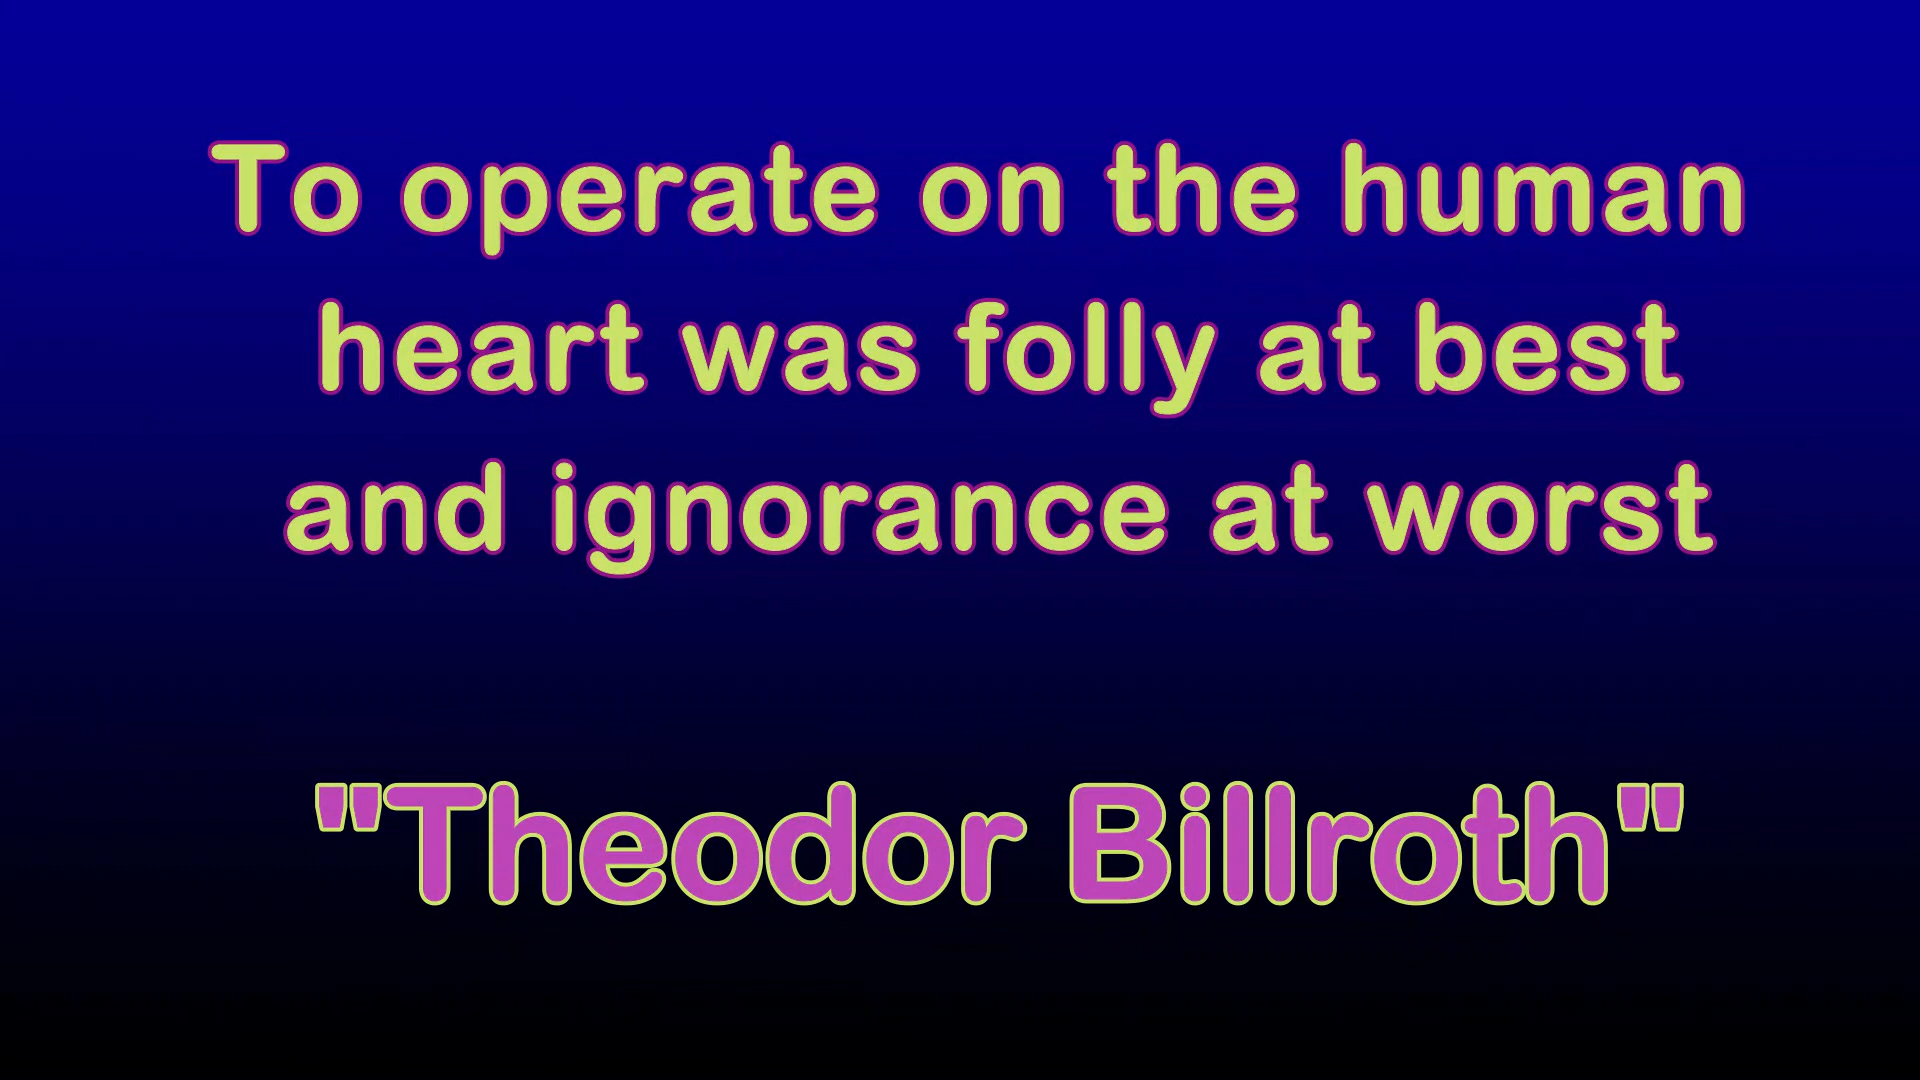 To operate on the human
heart was folly at best
and ignorance at worst
"Theodor Billroth"